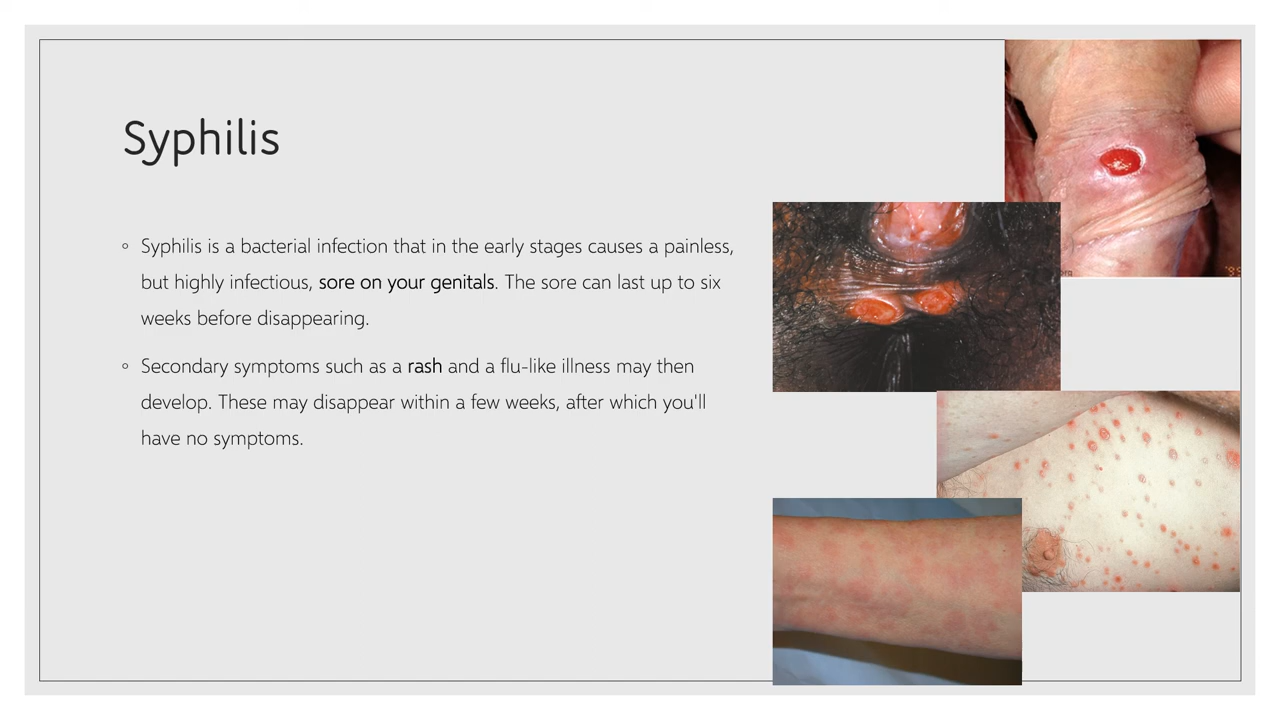 Syphilis
◦ Syphilis is a bacterial infection that in the early stages causes a painless,
but highly infectious, sore on your genitals. The sore can last up to six
weeks before disappearing.
◦ Secondary symptoms such as a rash and a flu-like illness may then
develop. These may disappear within a few weeks, after which you'll
have no symptoms.